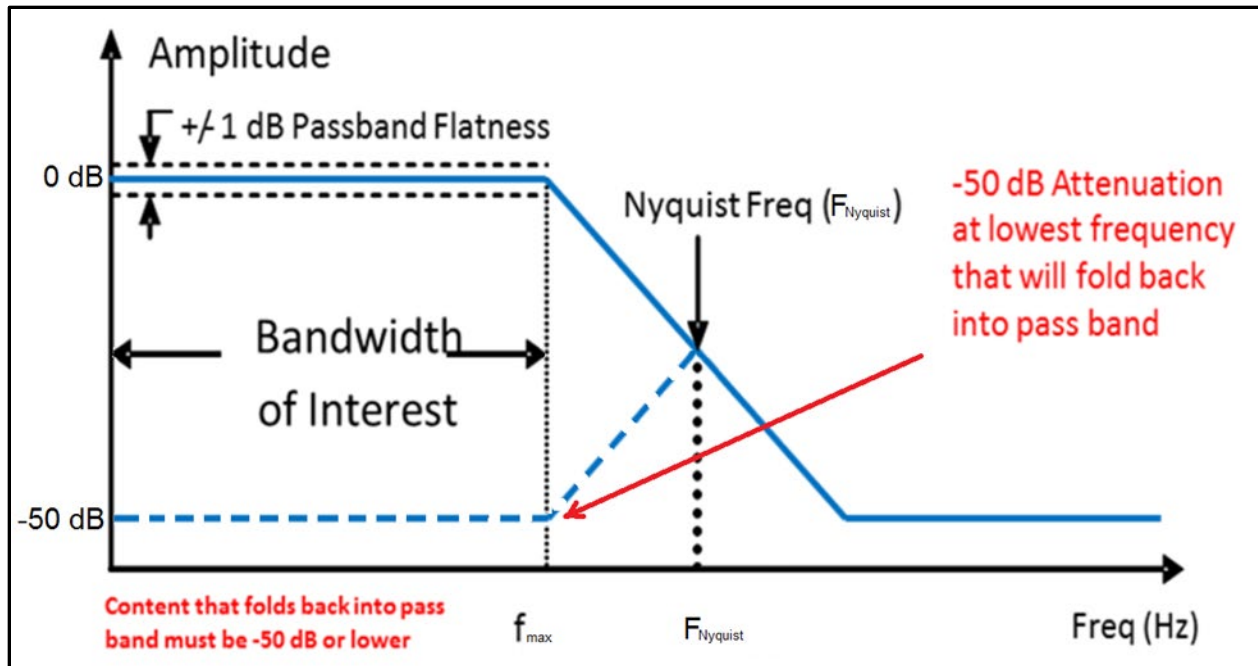 Amplitude
+/- 1 dB Passband Flatness
0 dB
Nyquist Freq (FNyquist)
-50 dB Attenuation
at lowest frequency
that will fold back
into pass band
Bandwidth
of Interest
-50 dB
Content that folds back into pass
band must be -50 dB or lower
fmax
FNyquist
Freq (Hz)